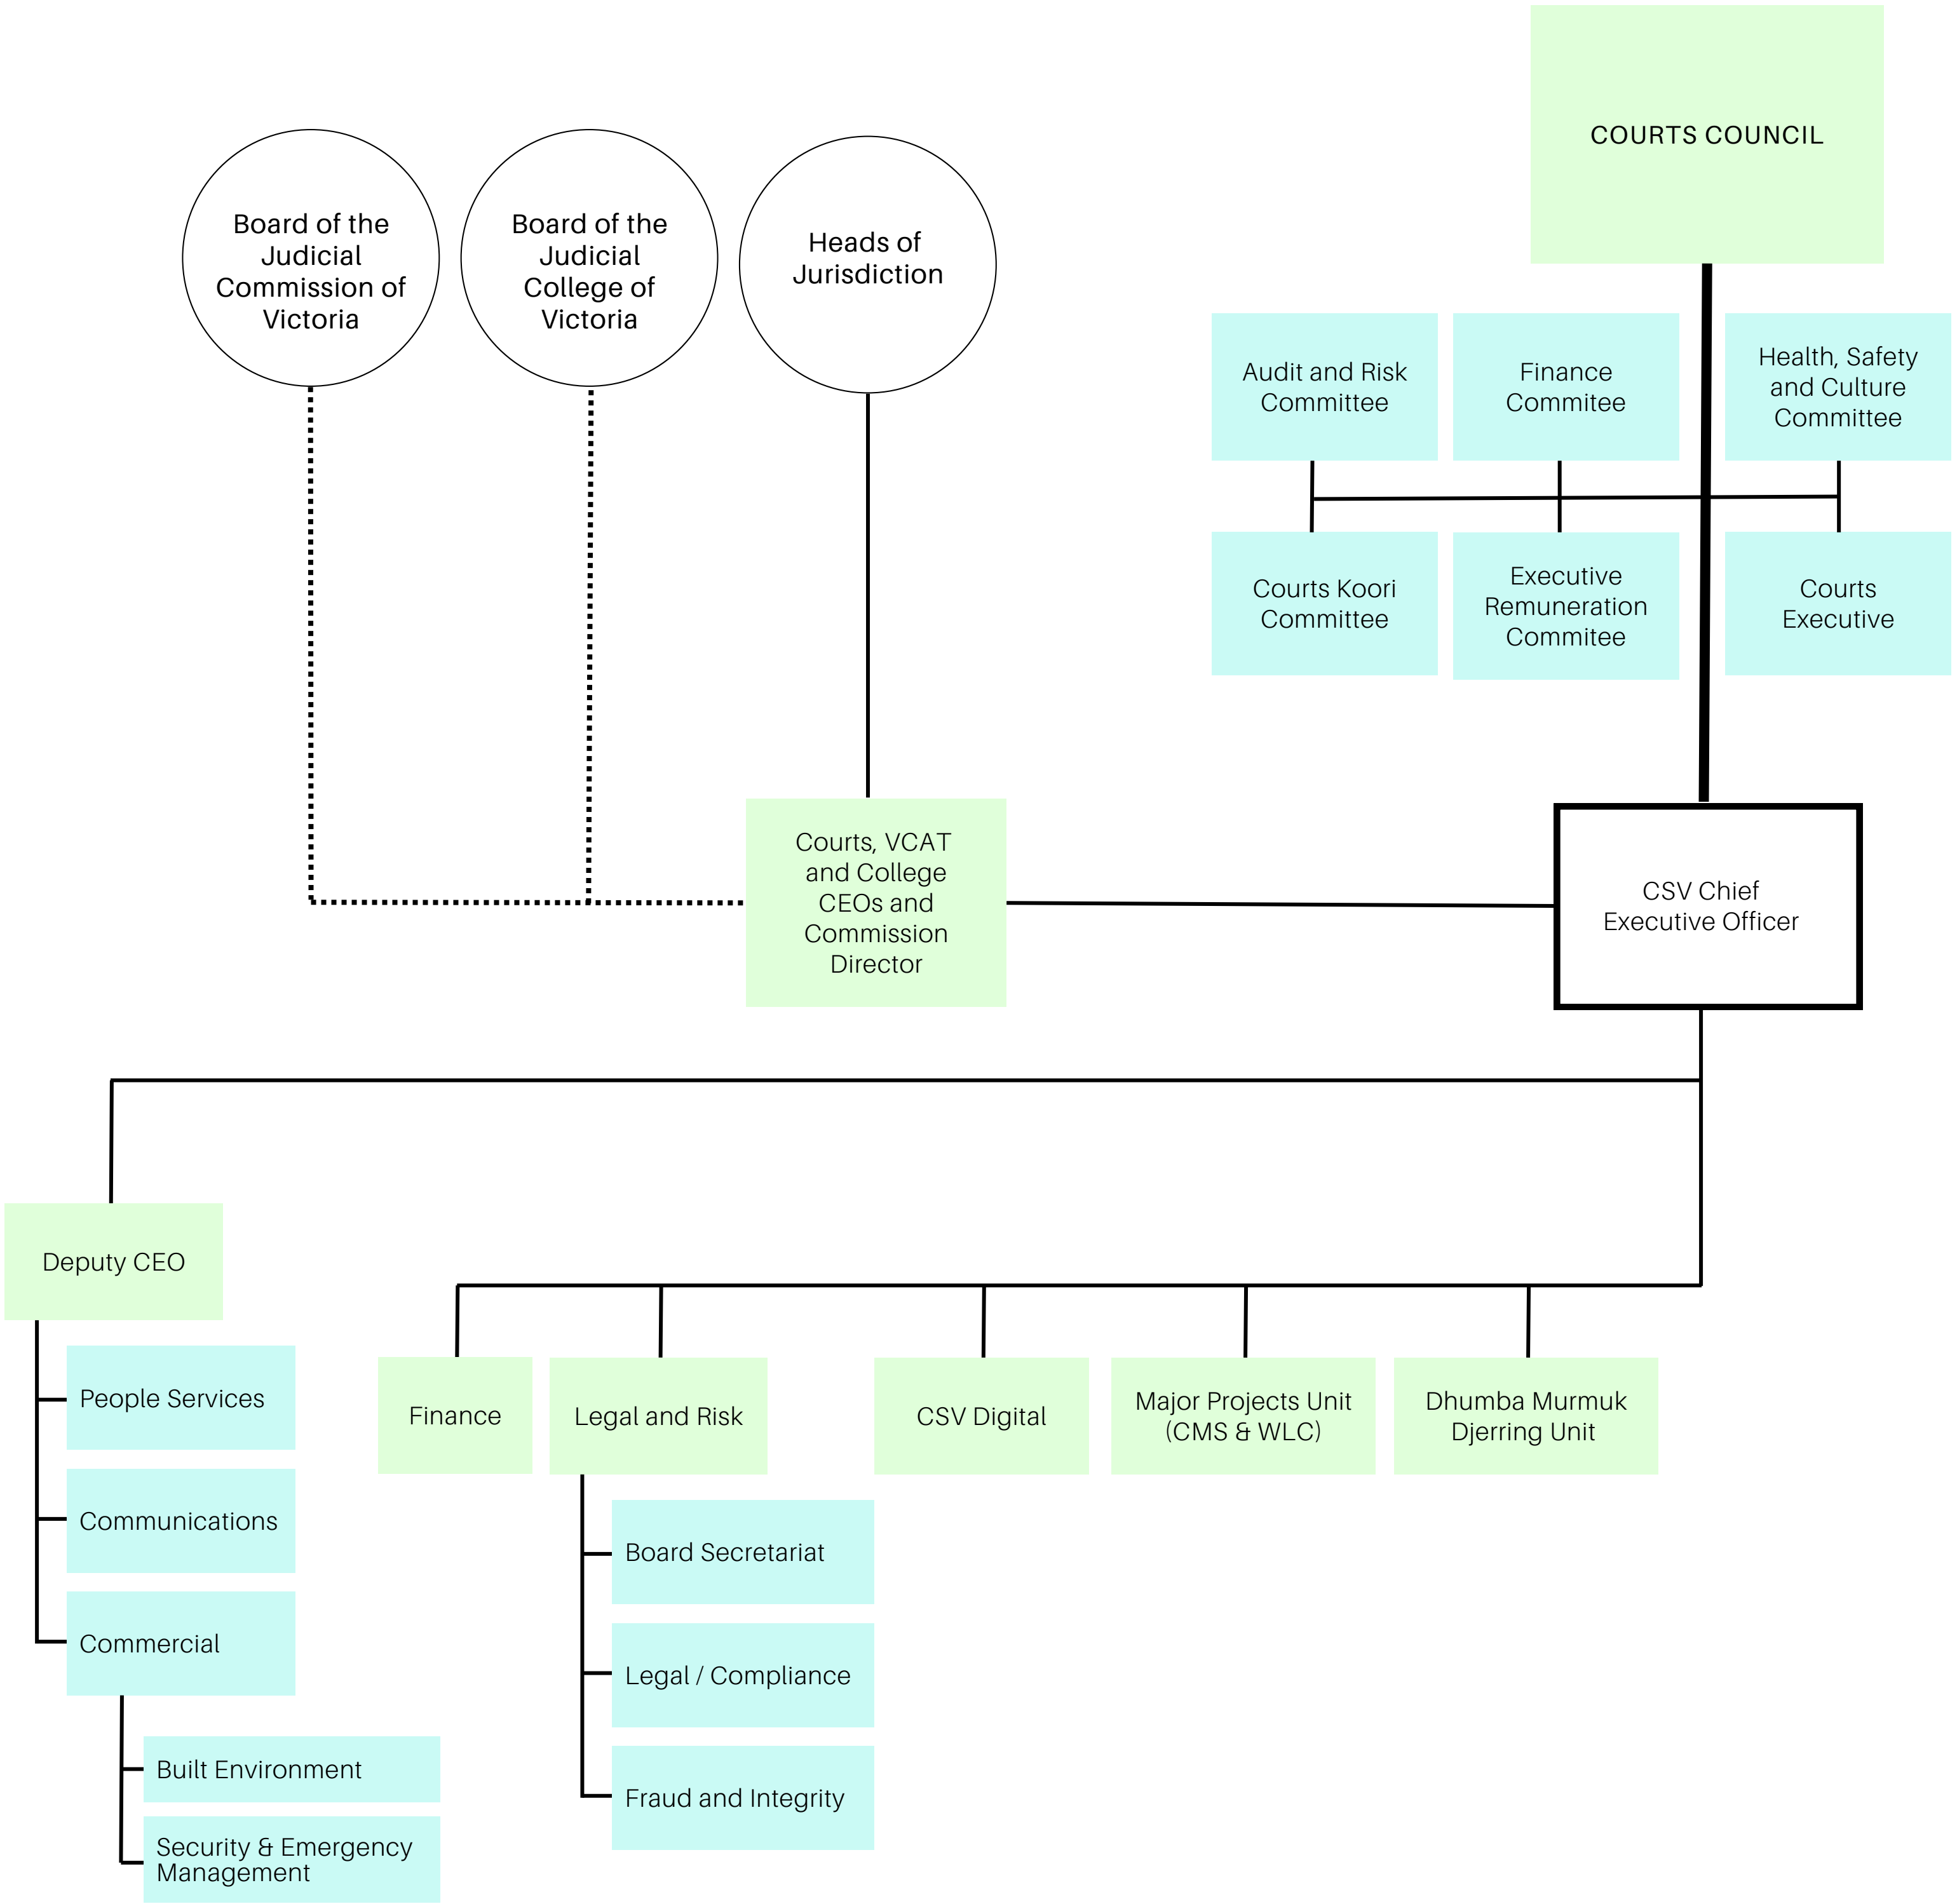 COURTS COUNCIL
Board of the
Judicial
Commission of
Victoria
Board of the
Judicial
College of
Victoria
Heads of
Jurisdiction
Audit and Risk
Committee
Finance
Commitee
Health, Safety
and Culture
Committee
Courts Koori
Committee
Executive
Remuneration
Commitee
Courts
Executive
Courts, VCAT
and College
CEOs and
Commission
Director
CSV Chief
Executive Officer
Deputy CEO
People Services
Communications
Commercial
Built Environment
Security & Emergency
Management
Finance
Legal and Risk
Board Secretariat
Legal / Compliance
Fraud and Integrity
CSV Digital
Major Projects Unit
(CMS & WLC)
Dhumba Murmuk
Djerring Unit